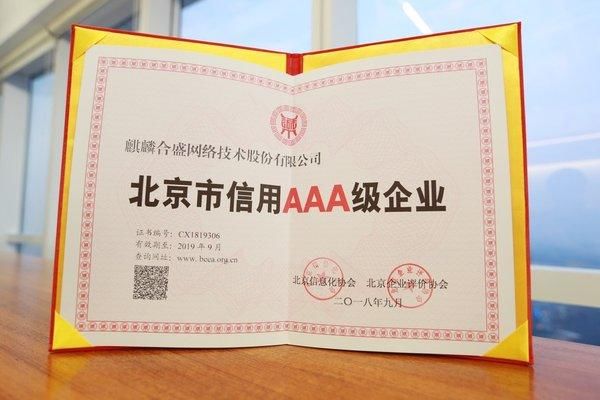 麒麟合盛网络技术股份有限公司
北京市信用AAA级企业
证书编号: CX1819306
有效期至: 2019年9月
查询网址: www.beea.org.cn
北京信息化协会 北京企业评价协会
二〇一八年九月